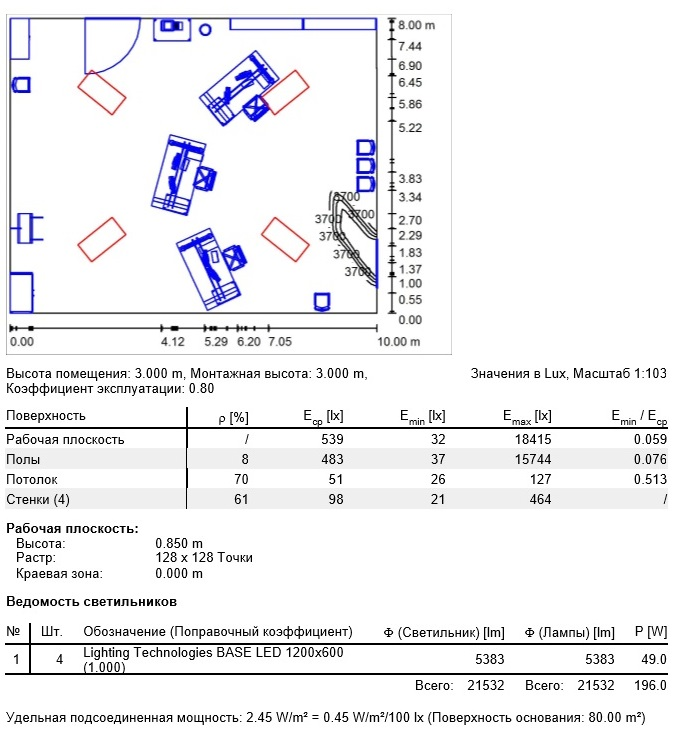 8.00 m
7.44
6.90
6.45
5.86
5.22
3.83
3.34
2.70
2.29
1.83
1.37
1.00
0.55
0.00
3700
3700
3700
3700
3700
3700
0.00 4.12 5.29 6.20 7.05 10.00 m
Высота помещения: 3.000 m, Монтажная высота: 3.000 m, Значения в Lux, Масштаб 1:103
Коэффициент эксплуатации: 0.80
Поверхность ρ [%] Eср [lx] Emin [lx] Emax [lx] Emin / Eср
Рабочая плоскость / 539 32 18415 0.059
Полы 8 483 37 15744 0.076
Потолок 70 51 26 127 0.513
Стенки (4) 61 98 21 464 /
Рабочая плоскость:
Высота: 0.850 m
Растр: 128 x 128 Точки
Краевая зона: 0.000 m
Ведомость светильников
№ Шт. Обозначение (Поправочный коэффициент) Φ (Светильник) [lm] Φ (Лампы) [lm] P [W]
1 4 Lighting Technologies BASE LED 1200x600 5383 5383 49.0
(1.000)
Всего: 21532 Всего: 21532 196.0
Удельная подсоединенная мощность: 2.45 W/m² = 0.45 W/m²/100 lx (Поверхность основания: 80.00 m²)